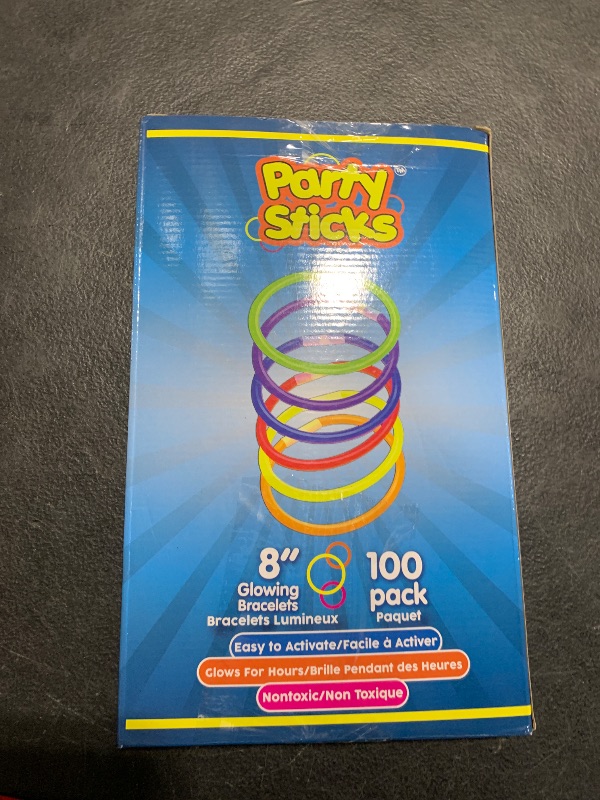 Party
Sticks
8"
Glowing
Bracelets
Bracelets Lumineux
100
pack
Paquet
Easy to Activate/Facile à Activer
Glows For Hours/Brille Pendant des Heures
Nontoxic/Non Toxique